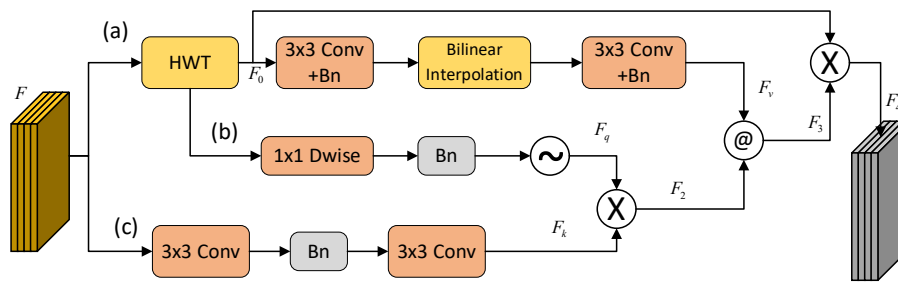 (a)
F
HWT
F0
3x3 Conv
+Bn
Bilinear
Interpolation
3x3 Conv
+Bn
X
Fv
F3
(b)
1x1 Dwise
Bn
~
Fq
@
X
F2
(c)
3x3 Conv
Bn
3x3 Conv
Fk